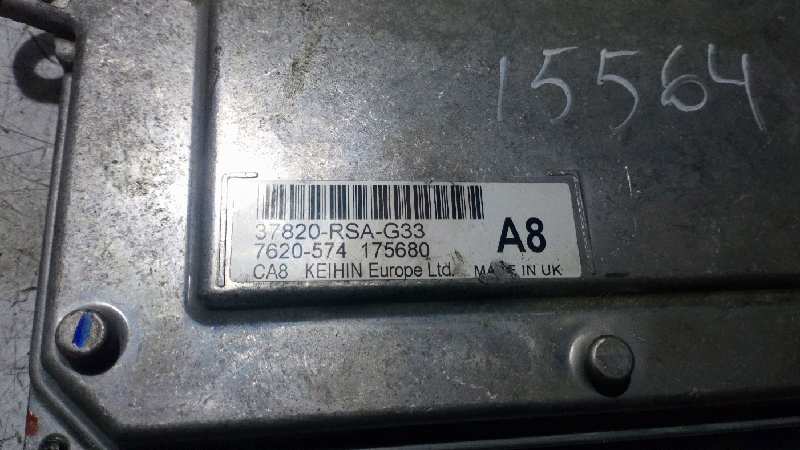 15564
37820-RSA-G33
7620-574 175680
A8
CA8 KEIHIN Europe Ltd. MADE IN UK